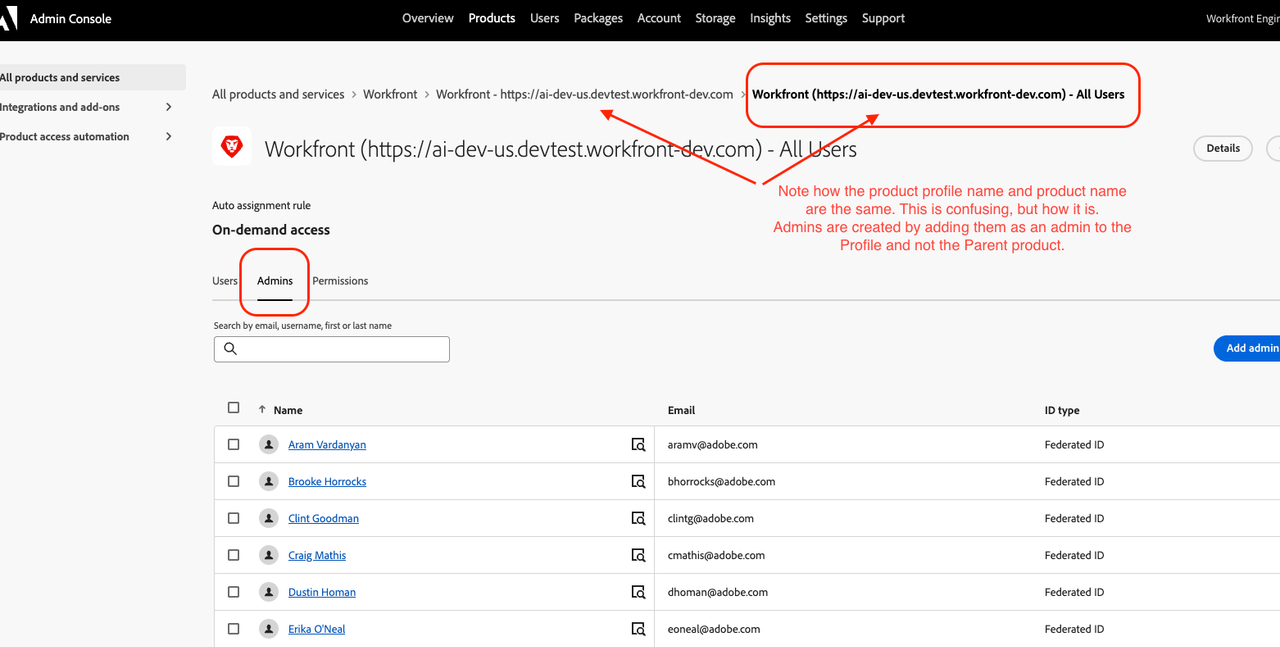 Admin Console
Overview Products Users Packages Account Storage Insights Settings Support
Workfront Engin
All products and services
Integrations and add-ons
Product access automation
All products and services > Workfront > Workfront - https://ai-dev-us.devtest.workfront-dev.com > Workfront (https://ai-dev-us.devtest.workfront-dev.com) - All Users
Workfront (https://ai-dev-us.devtest.workfront-dev.com) - All Users
Details
Note how the product profile name and product name
are the same. This is confusing, but how it is.
Admins are created by adding them as an admin to the
Profile and not the Parent product.
Auto assignment rule
On-demand access
Users Admins Permissions
Search by email, username, first or last name
Add admin
Name Email ID type
Aram Vardanyan aramv@adobe.com Federated ID
Brooke Horrocks bhorrocks@adobe.com Federated ID
Clint Goodman clintg@adobe.com Federated ID
Craig Mathis cmathis@adobe.com Federated ID
Dustin Homan dhoman@adobe.com Federated ID
Erika O'Neal eoneal@adobe.com Federated ID